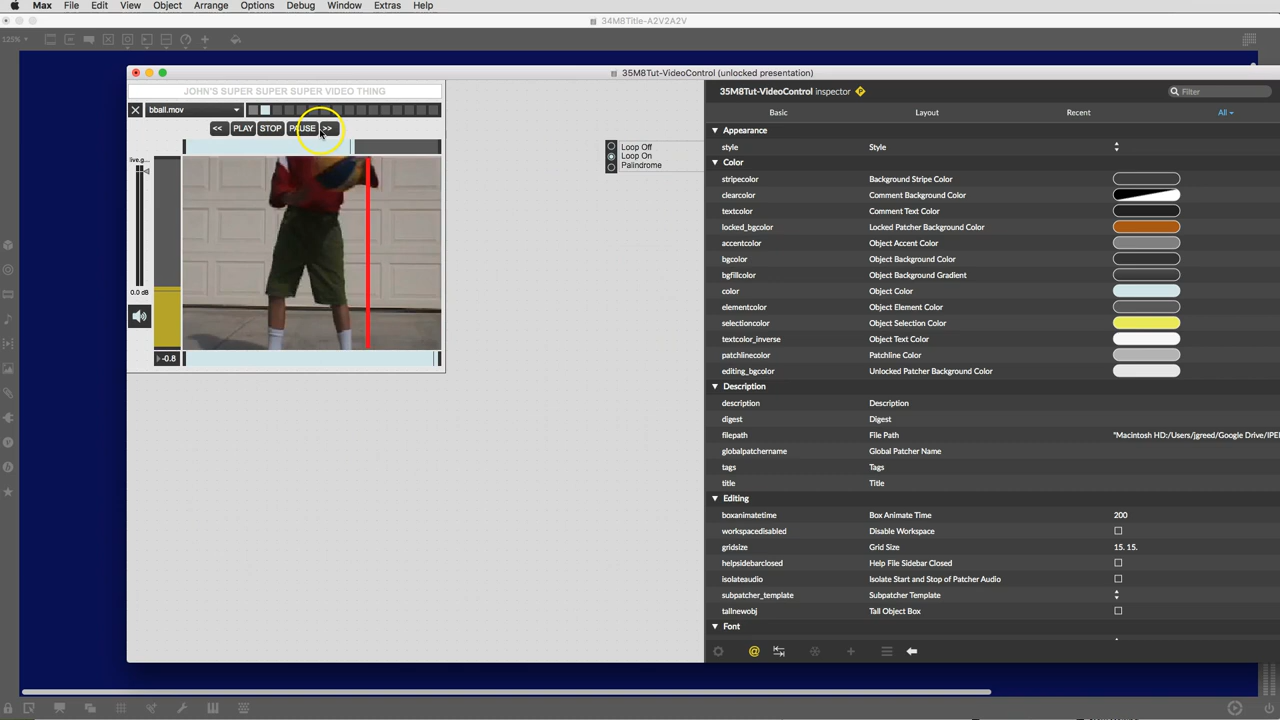 Max File Edit View Object Arrange Options Debug Window Extras Help
34M8Title-A2V2A2V
125%
35M8Tut-VideoControl (unlocked presentation)
JOHN'S SUPER SUPER SUPER VIDEO THING
bball.mov
<< PLAY STOP PAUSE >>
live.g...
0.0 dB
-0.8
Loop Off
Loop On
Palindrome
35M8Tut-VideoControl inspector
Filter
Basic Layout Recent All
Appearance
style Style
Color
stripecolor Background Stripe Color
clearcolor Comment Background Color
textcolor Comment Text Color
locked_bgcolor Locked Patcher Background Color
accentcolor Object Accent Color
bgcolor Object Background Color
bgfillcolor Object Background Gradient
color Object Color
elementcolor Object Element Color
selectioncolor Object Selection Color
textcolor_inverse Object Text Color
patchlinecolor Patchline Color
editing_bgcolor Unlocked Patcher Background Color
Description
description Description
digest Digest
filepath File Path "Macintosh HD:/Users/jgreed/Google Drive/IPE
globalpatchername Global Patcher Name
tags Tags
title Title
Editing
boxanimatetime Box Animate Time 200
workspacedisabled Disable Workspace
gridsize Grid Size 15. 15.
helpsidebarclosed Help File Sidebar Closed
isolateaudio Isolate Start and Stop of Patcher Audio
subpatcher_template Subpatcher Template
tallnewobj Tall Object Box
Font